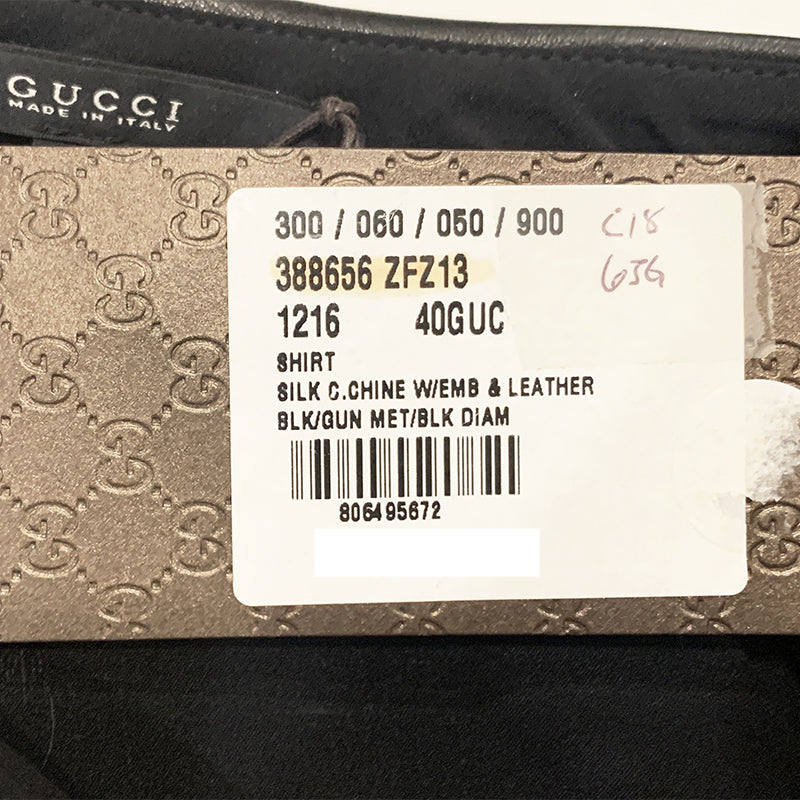 GUCCI
MADE IN ITALY
300 / 060 / 050 / 900
C18
388656 ZFZ13
1216 40GUC
SHIRT
SILK C.CHINE W/EMB & LEATHER
BLK/GUN MET/BLK DIAM
806495672